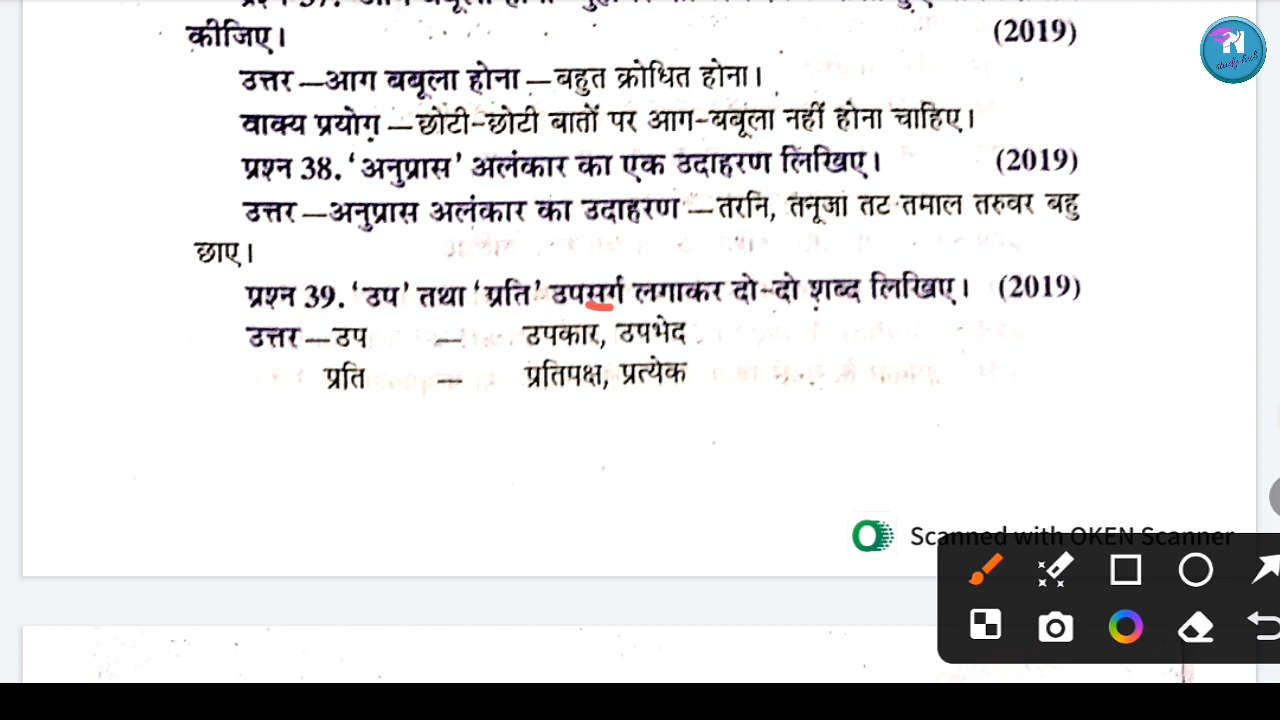 कीजिए। (2019)
उत्तर —आग बबूला होना —बहुत क्रोधित होना।
वाक्य प्रयोग —छोटी-छोटी बातों पर आग-बबूला नहीं होना चाहिए।
प्रश्न 38. 'अनुप्रास' अलंकार का एक उदाहरण लिखिए। (2019)
उत्तर —अनुप्रास अलंकार का उदाहरण —तरनि, तनूजा तट तमाल तरुवर बहु
छाए।
प्रश्न 39. 'उप' तथा 'प्रति' उपसर्ग लगाकर दो-दो शब्द लिखिए। (2019)
उत्तर —उप — उपकार, उपभेद
प्रति — प्रतिपक्ष, प्रत्येक
Scanned with OKEN Scanner
N
study hub